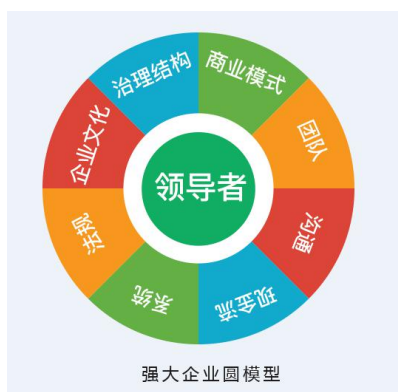 商业模式
团队
沟通
现金流
系统
法规
企业文化
治理结构
领导者
强大企业圆模型